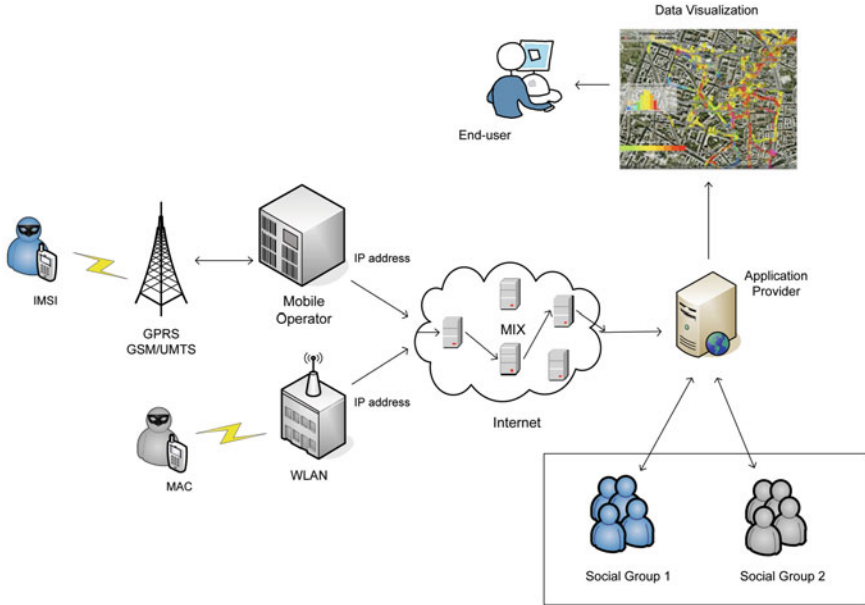 Data Visualization
End-user
IP address
IMSI
Mobile
Operator
GPRS
GSM/UMTS
MIX
Application
Provider
IP address
Internet
MAC
WLAN
Social Group 1
Social Group 2